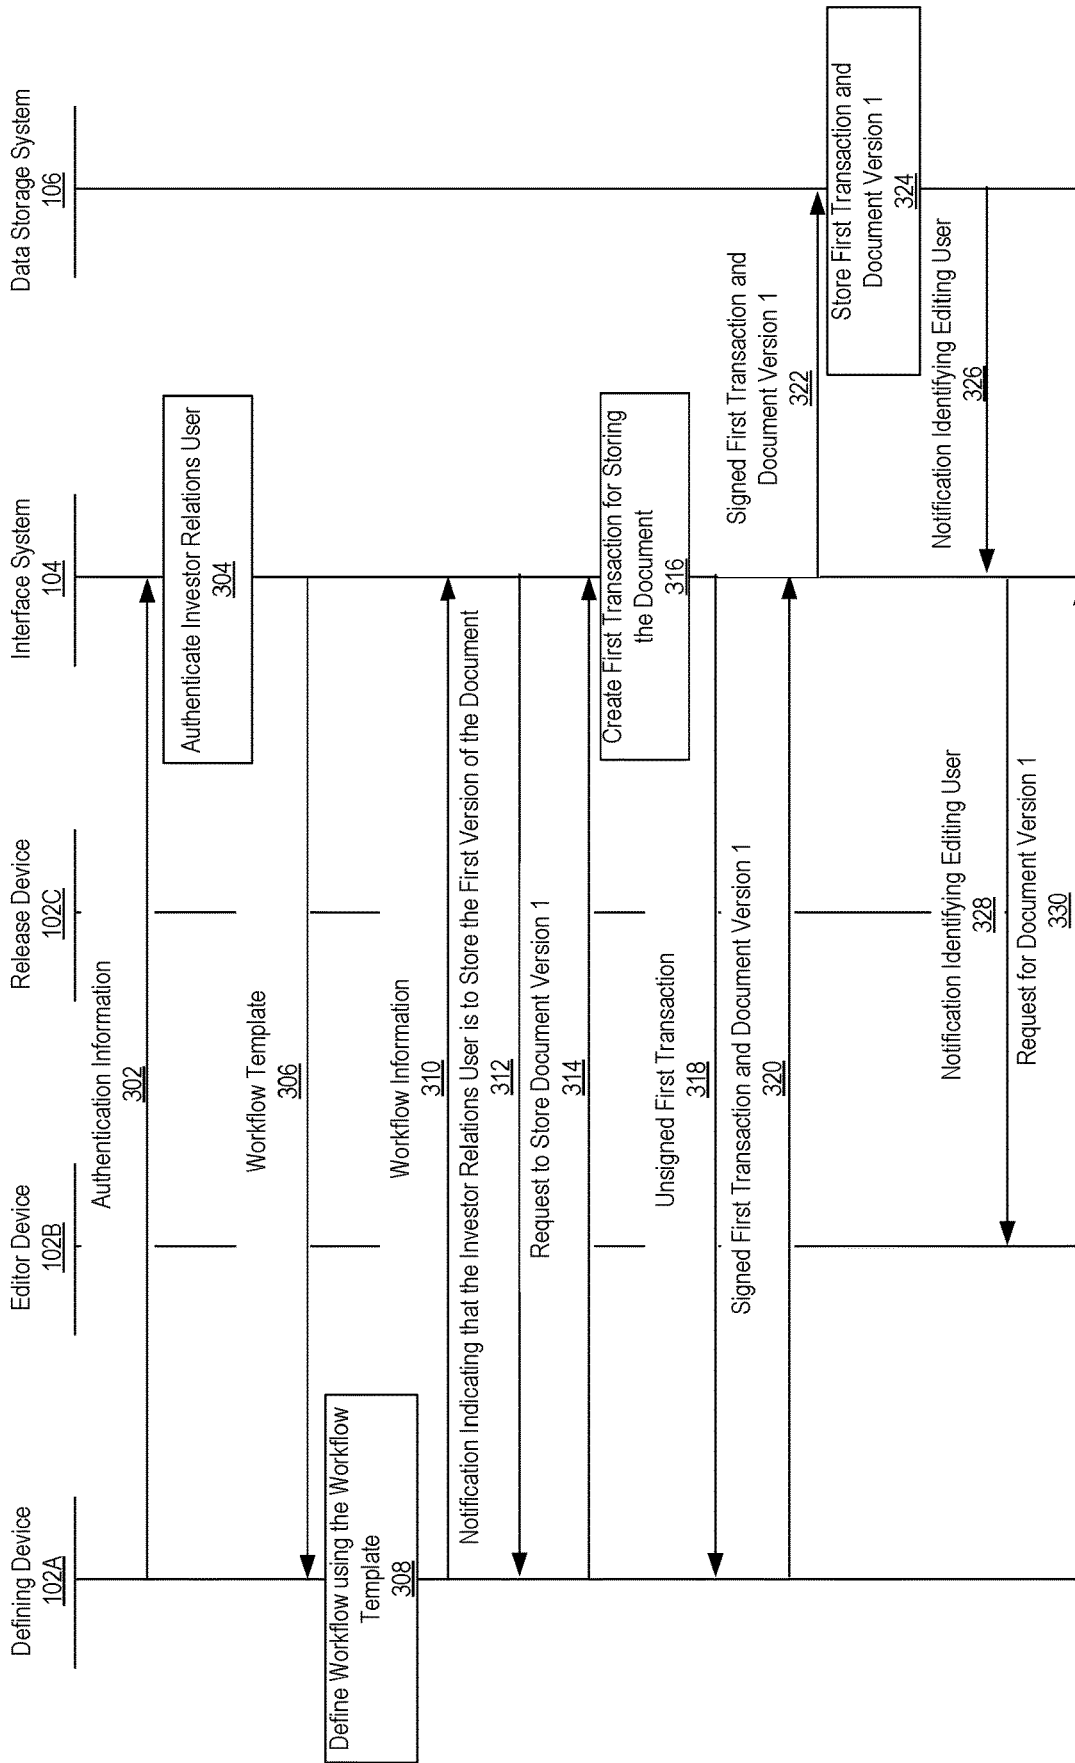 Defining Device
102A
Editor Device
102B
Release Device
102C
Interface System
104
Data Storage System
106
Authentication Information
302
Authenticate Investor Relations User
304
Workflow Template
306
Define Workflow using the Workflow
Template
308
Workflow Information
310
Notification Indicating that the Investor Relations User is to Store the First Version of the Document
312
Request to Store Document Version 1
314
Create First Transaction for Storing
the Document
316
Unsigned First Transaction
318
Signed First Transaction and Document Version 1
320
Signed First Transaction and
Document Version 1
322
Store First Transaction and
Document Version 1
324
Notification Identifying Editing User
326
Notification Identifying Editing User
328
Request for Document Version 1
330